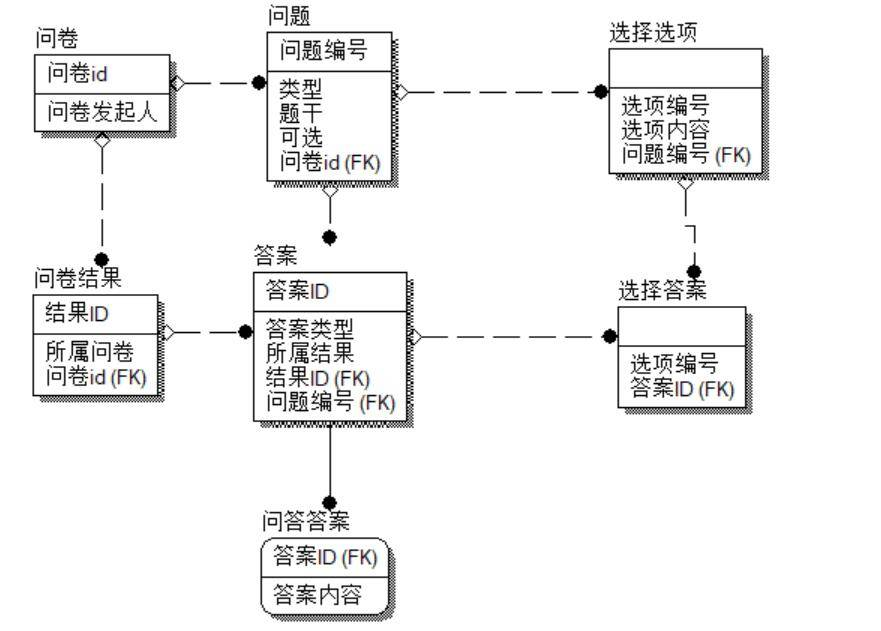 问卷
问卷id
问卷发起人
问题
问题编号
类型
题干
可选
问卷id (FK)
选择选项
选项编号
选项内容
问题编号 (FK)
问卷结果
结果ID
所属问卷
问卷id (FK)
答案
答案ID
答案类型
所属结果
结果ID (FK)
问题编号 (FK)
选择答案
选项编号
答案ID (FK)
问答答案
答案ID (FK)
答案内容